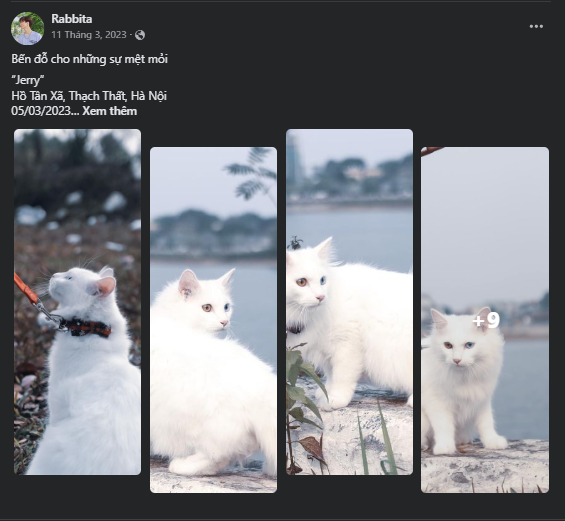 Rabbita
11 Tháng 3, 2023 ·
Bến đỗ cho những sự mệt mỏi
"Jerry"
Hồ Tân Xã, Thạch Thất, Hà Nội
05/03/2023... Xem thêm
+9